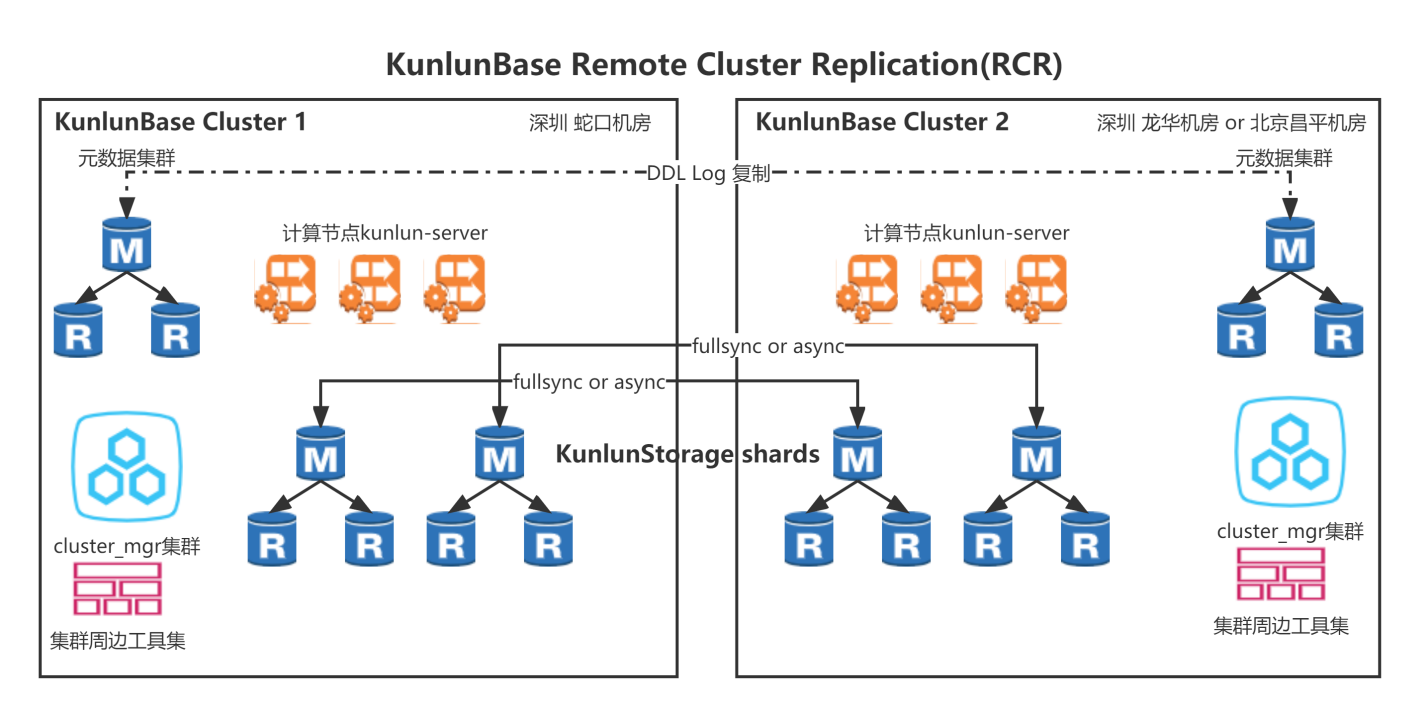 KunlunBase Remote Cluster Replication(RCR)
KunlunBase Cluster 1
深圳 蛇口机房
元数据集群
KunlunBase Cluster 2
深圳 龙华机房 or 北京昌平机房
元数据集群
DDL Log 复制
M
R
R
计算节点kunlun-server
计算节点kunlun-server
M
R
R
fullsync or async
fullsync or async
KunlunStorage shards
M
M
R
R
R
R
M
M
R
R
R
R
cluster_mgr集群
集群周边工具集
cluster_mgr集群
集群周边工具集